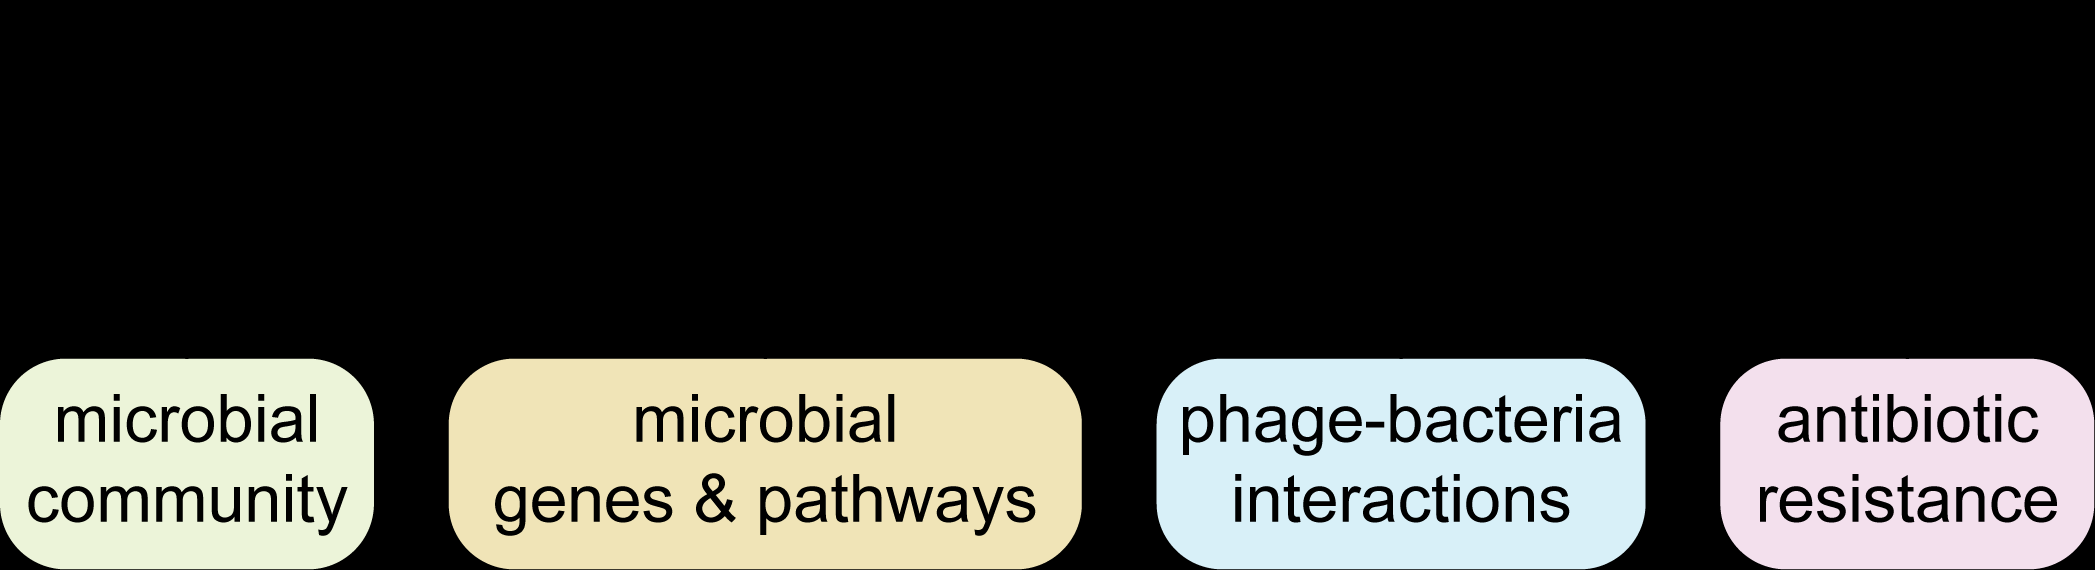 microbial
community
microbial
genes & pathways
phage-bacteria
interactions
antibiotic
resistance